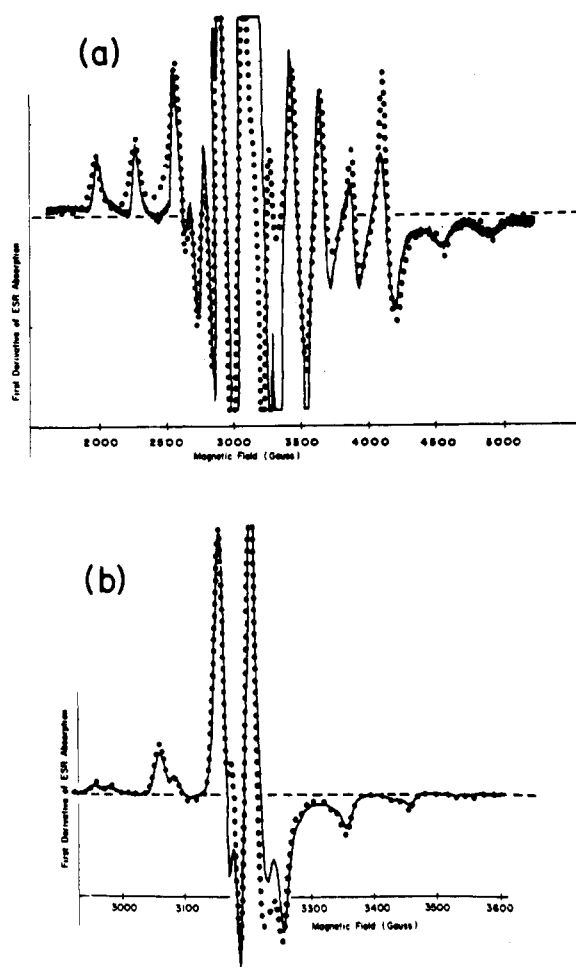 (a)
First Derivative of ESR Absorption
2000 2500 3000 3500 4000 4500 5000
Magnetic Field (Gauss)
(b)
First Derivative of ESR Absorption
3000 3100 3300 3400 3500 3600
Magnetic Field (Gauss)